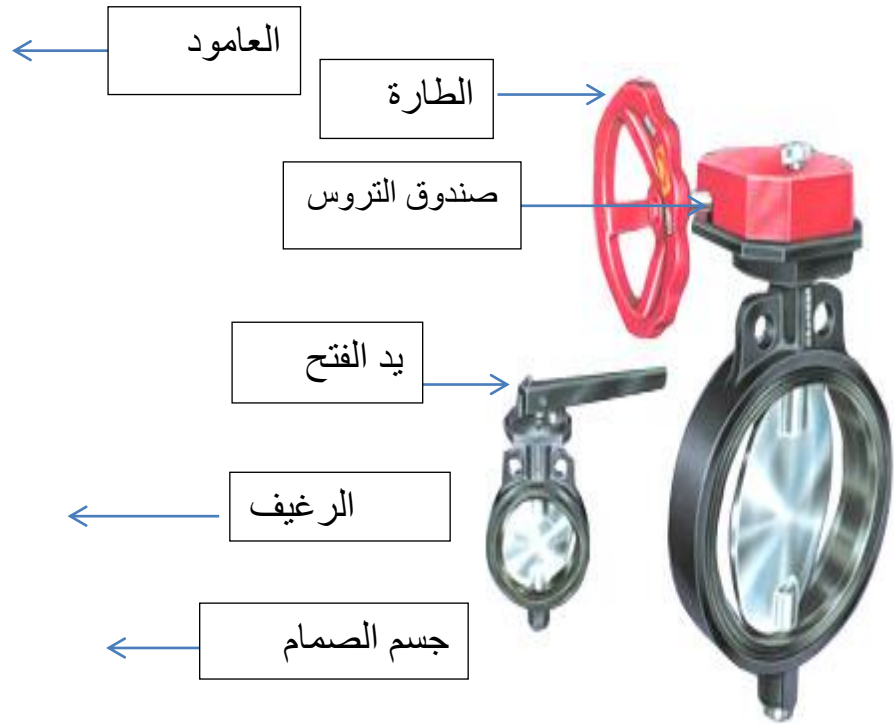 العامود
الطارة
صندوق التروس
يد الفتح
الرغيف
جسم الصمام